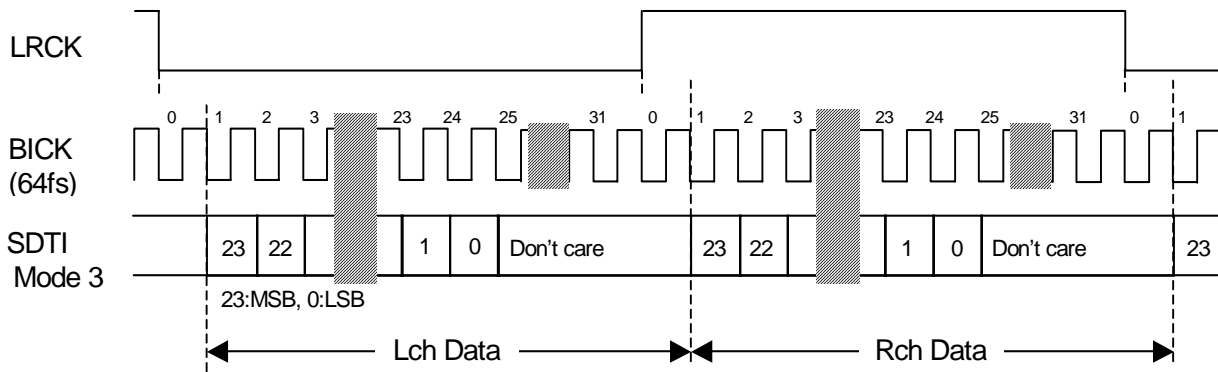 LRCK
0 1 2 3 23 24 25 31 0 1 2 3 23 24 25 31 0 1
BICK
(64fs)
SDTI
Mode 3
23 22 1 0 Don't care 23 22 1 0 Don't care 23
23:MSB, 0:LSB
Lch Data Rch Data